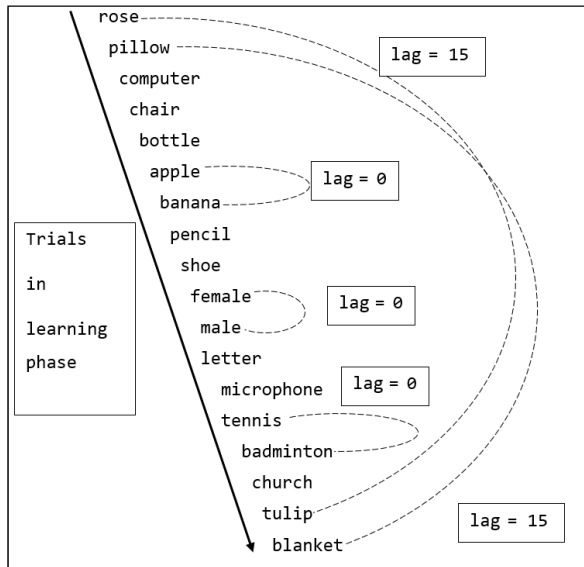 rose
pillow
lag = 15
computer
chair
bottle
apple
lag = 0
banana
pencil
Trials
in
learning
phase
shoe
female
lag = 0
male
letter
microphone
lag = 0
tennis
badminton
church
tulip
lag = 15
blanket